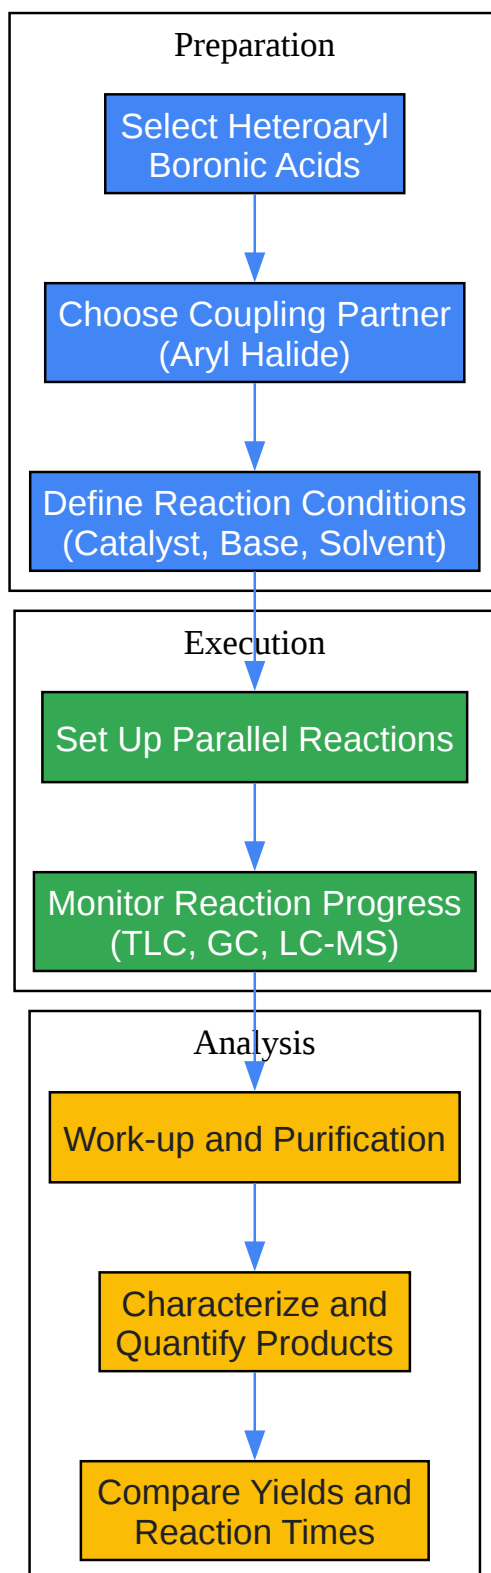 Preparation
Select Heteroaryl
Boronic Acids
Choose Coupling Partner
(Aryl Halide)
Define Reaction Conditions
(Catalyst, Base, Solvent)
Execution
Set Up Parallel Reactions
Monitor Reaction Progress
(TLC, GC, LC-MS)
Analysis
Work-up and Purification
Characterize and
Quantify Products
Compare Yields and
Reaction Times